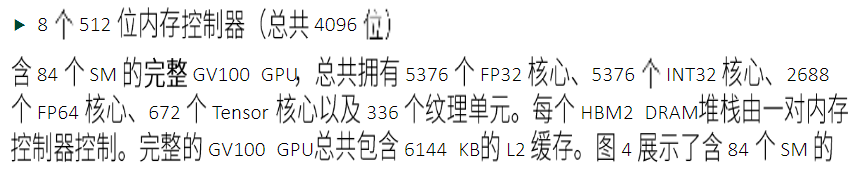 ► 8 个 512 位内存控制器（总共 4096 位）
含 84 个 SM 的完整 GV100 GPU，总共拥有 5376 个 FP32 核心、5376 个 INT32 核心、2688
个 FP64 核心、672 个 Tensor 核心以及 336 个纹理单元。每个 HBM2 DRAM堆栈由一对内存
控制器控制。完整的 GV100 GPU总共包含 6144 KB的 L2 缓存。图 4 展示了含 84 个 SM 的